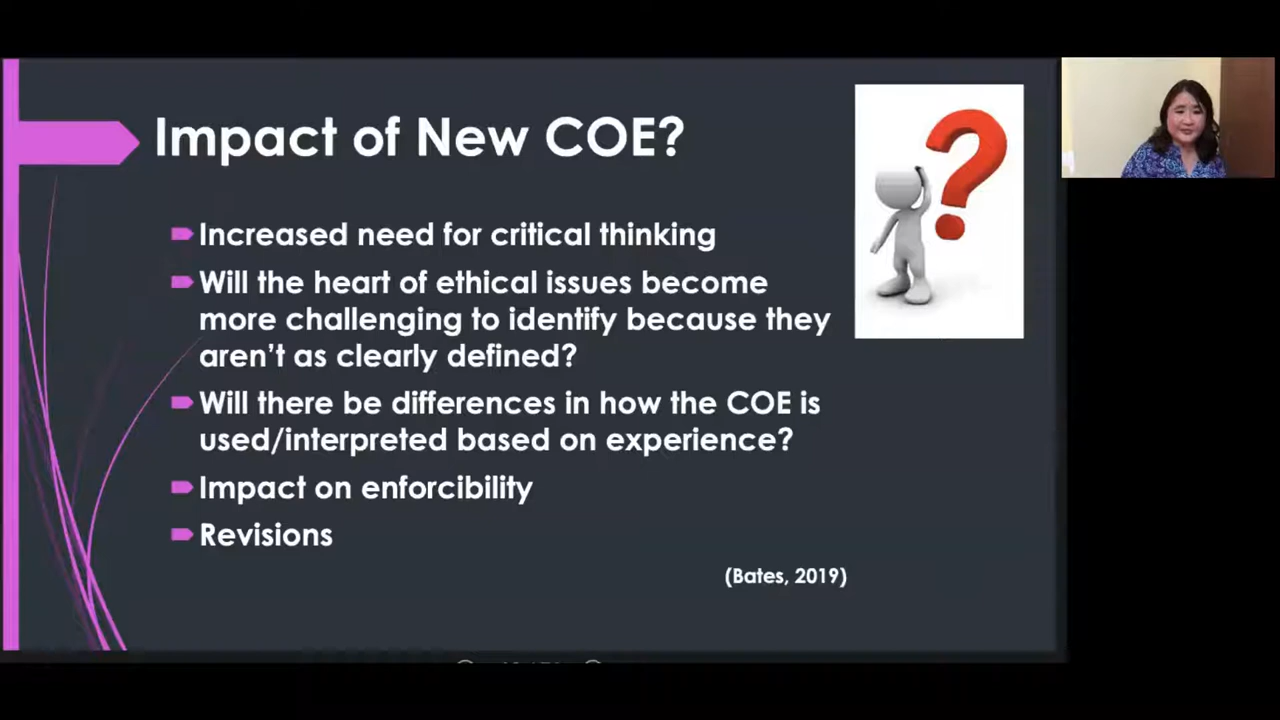 Impact of New COE?
Increased need for critical thinking
Will the heart of ethical issues become
more challenging to identify because they
aren't as clearly defined?
Will there be differences in how the COE is
used/interpreted based on experience?
Impact on enforcibility
Revisions
(Bates, 2019)